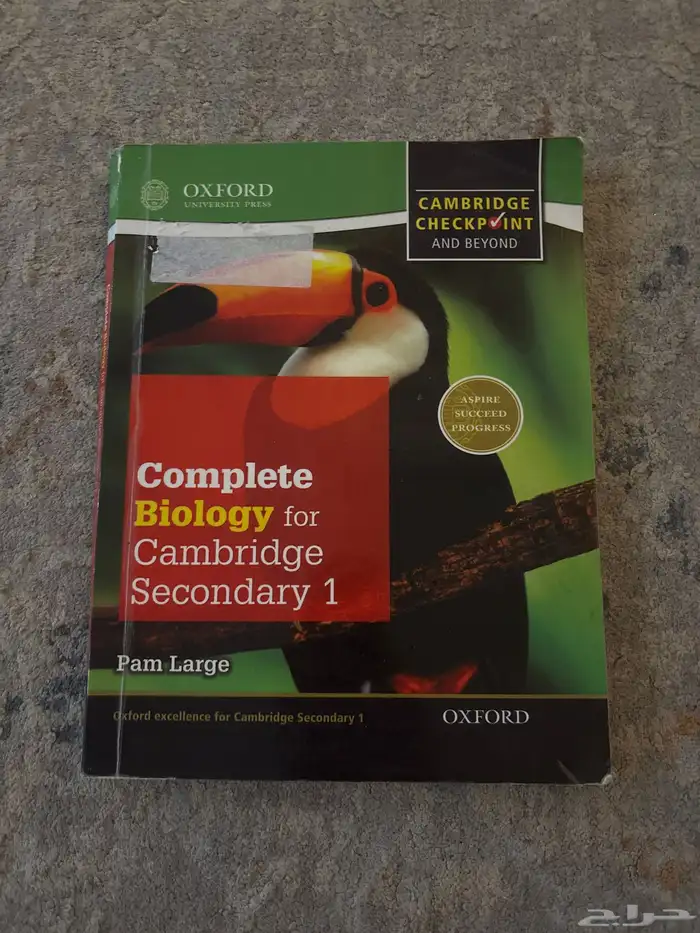 OXFORD
UNIVERSITY PRESS
CAMBRIDGE
CHECKPOINT
AND BEYOND
ASPIRE
SUCCEED
PROGRESS
Complete
Biology for
Cambridge
Secondary 1
Pam Large
Oxford excellence for Cambridge Secondary 1
OXFORD
حراج